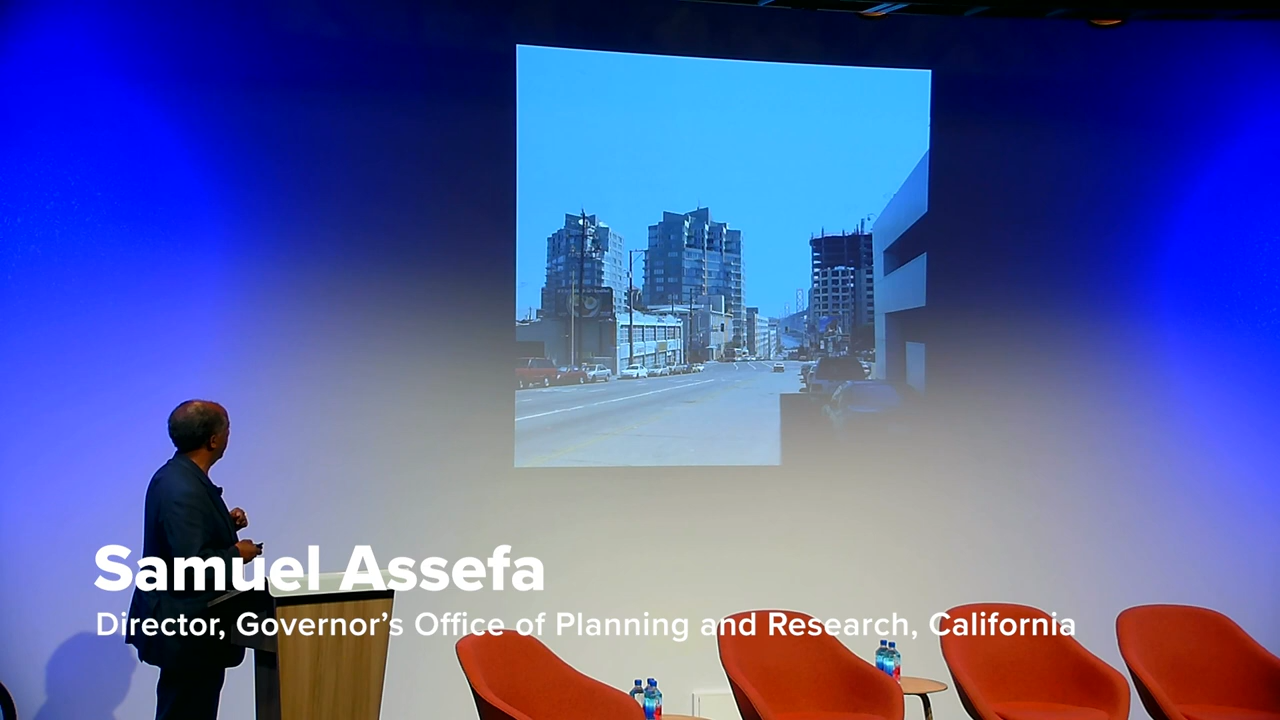 Samuel Assefa
Director, Governor's Office of Planning and Research, California